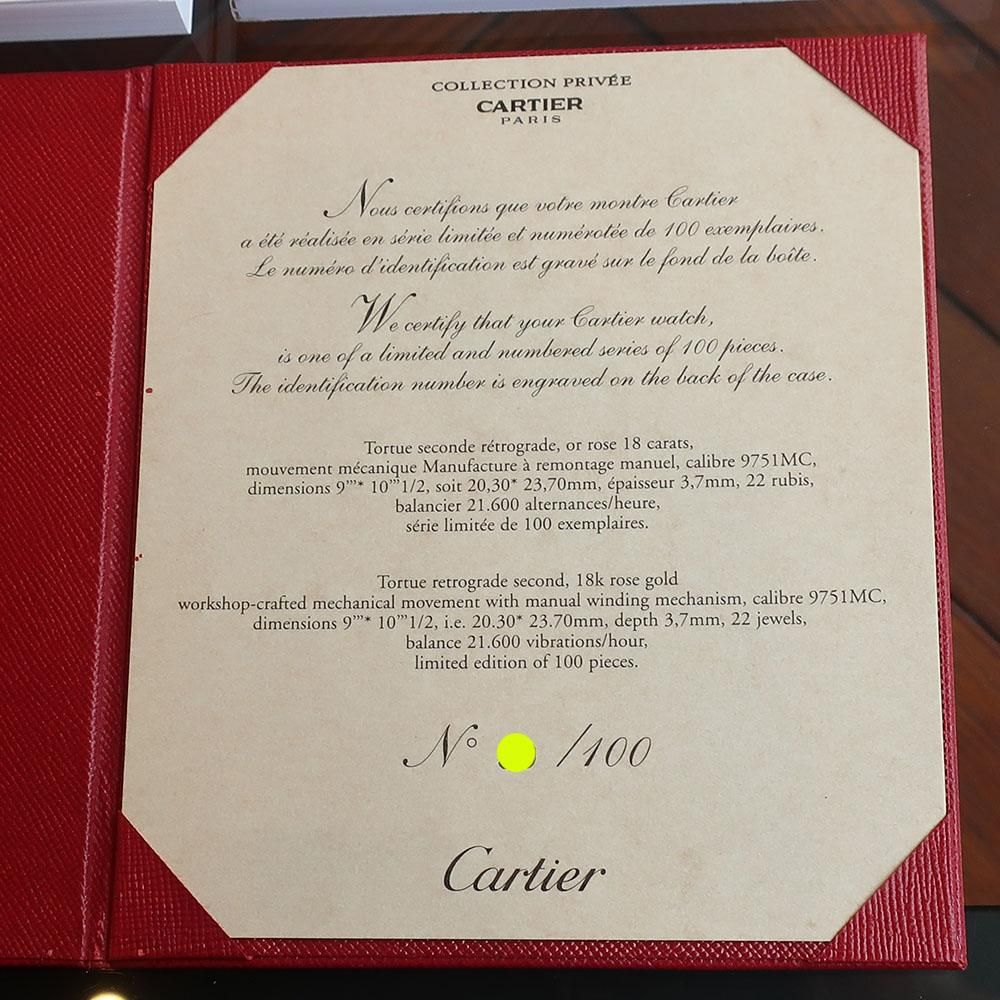 COLLECTION PRIVÉE
CARTIER
PARIS
Nous certifions que votre montre Cartier
a été réalisée en série limitée et numérotée de 100 exemplaires.
Le numéro d'identification est gravé sur le fond de la boîte.
We certify that your Cartier watch,
is one of a limited and numbered series of 100 pieces.
The identification number is engraved on the back of the case.
Tortue seconde rétrograde, or rose 18 carats,
mouvement mécanique Manufacture à remontage manuel, calibre 9751MC,
dimensions 9’’’* 10’’’1/2, soit 20,30* 23,70mm, épaisseur 3,7mm, 22 rubis,
balancier 21.600 alternances/heure,
série limitée de 100 exemplaires.
Tortue retrograde second, 18k rose gold
workshop-crafted mechanical movement with manual winding mechanism, calibre 9751MC,
dimensions 9’’’* 10’’’1/2, i.e. 20.30* 23.70mm, depth 3,7mm, 22 jewels,
balance 21.600 vibrations/hour,
limited edition of 100 pieces.
N° /100
Cartier